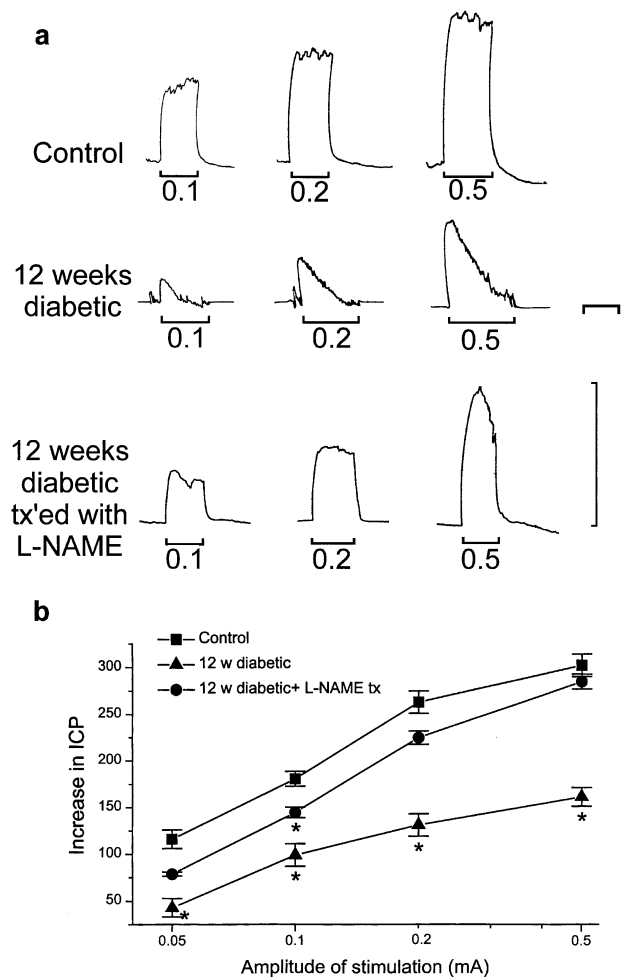 a
Control
0.1 0.2 0.5
12 weeks
diabetic
0.1 0.2 0.5
12 weeks
diabetic
tx'ed with
L-NAME
0.1 0.2 0.5
b
Control
12 w diabetic
12 w diabetic+ L-NAME tx
Increase in ICP
300
250
200
150
100
50
*
*
*
*
*
0.05 0.1 0.2 0.5
Amplitude of stimulation (mA)